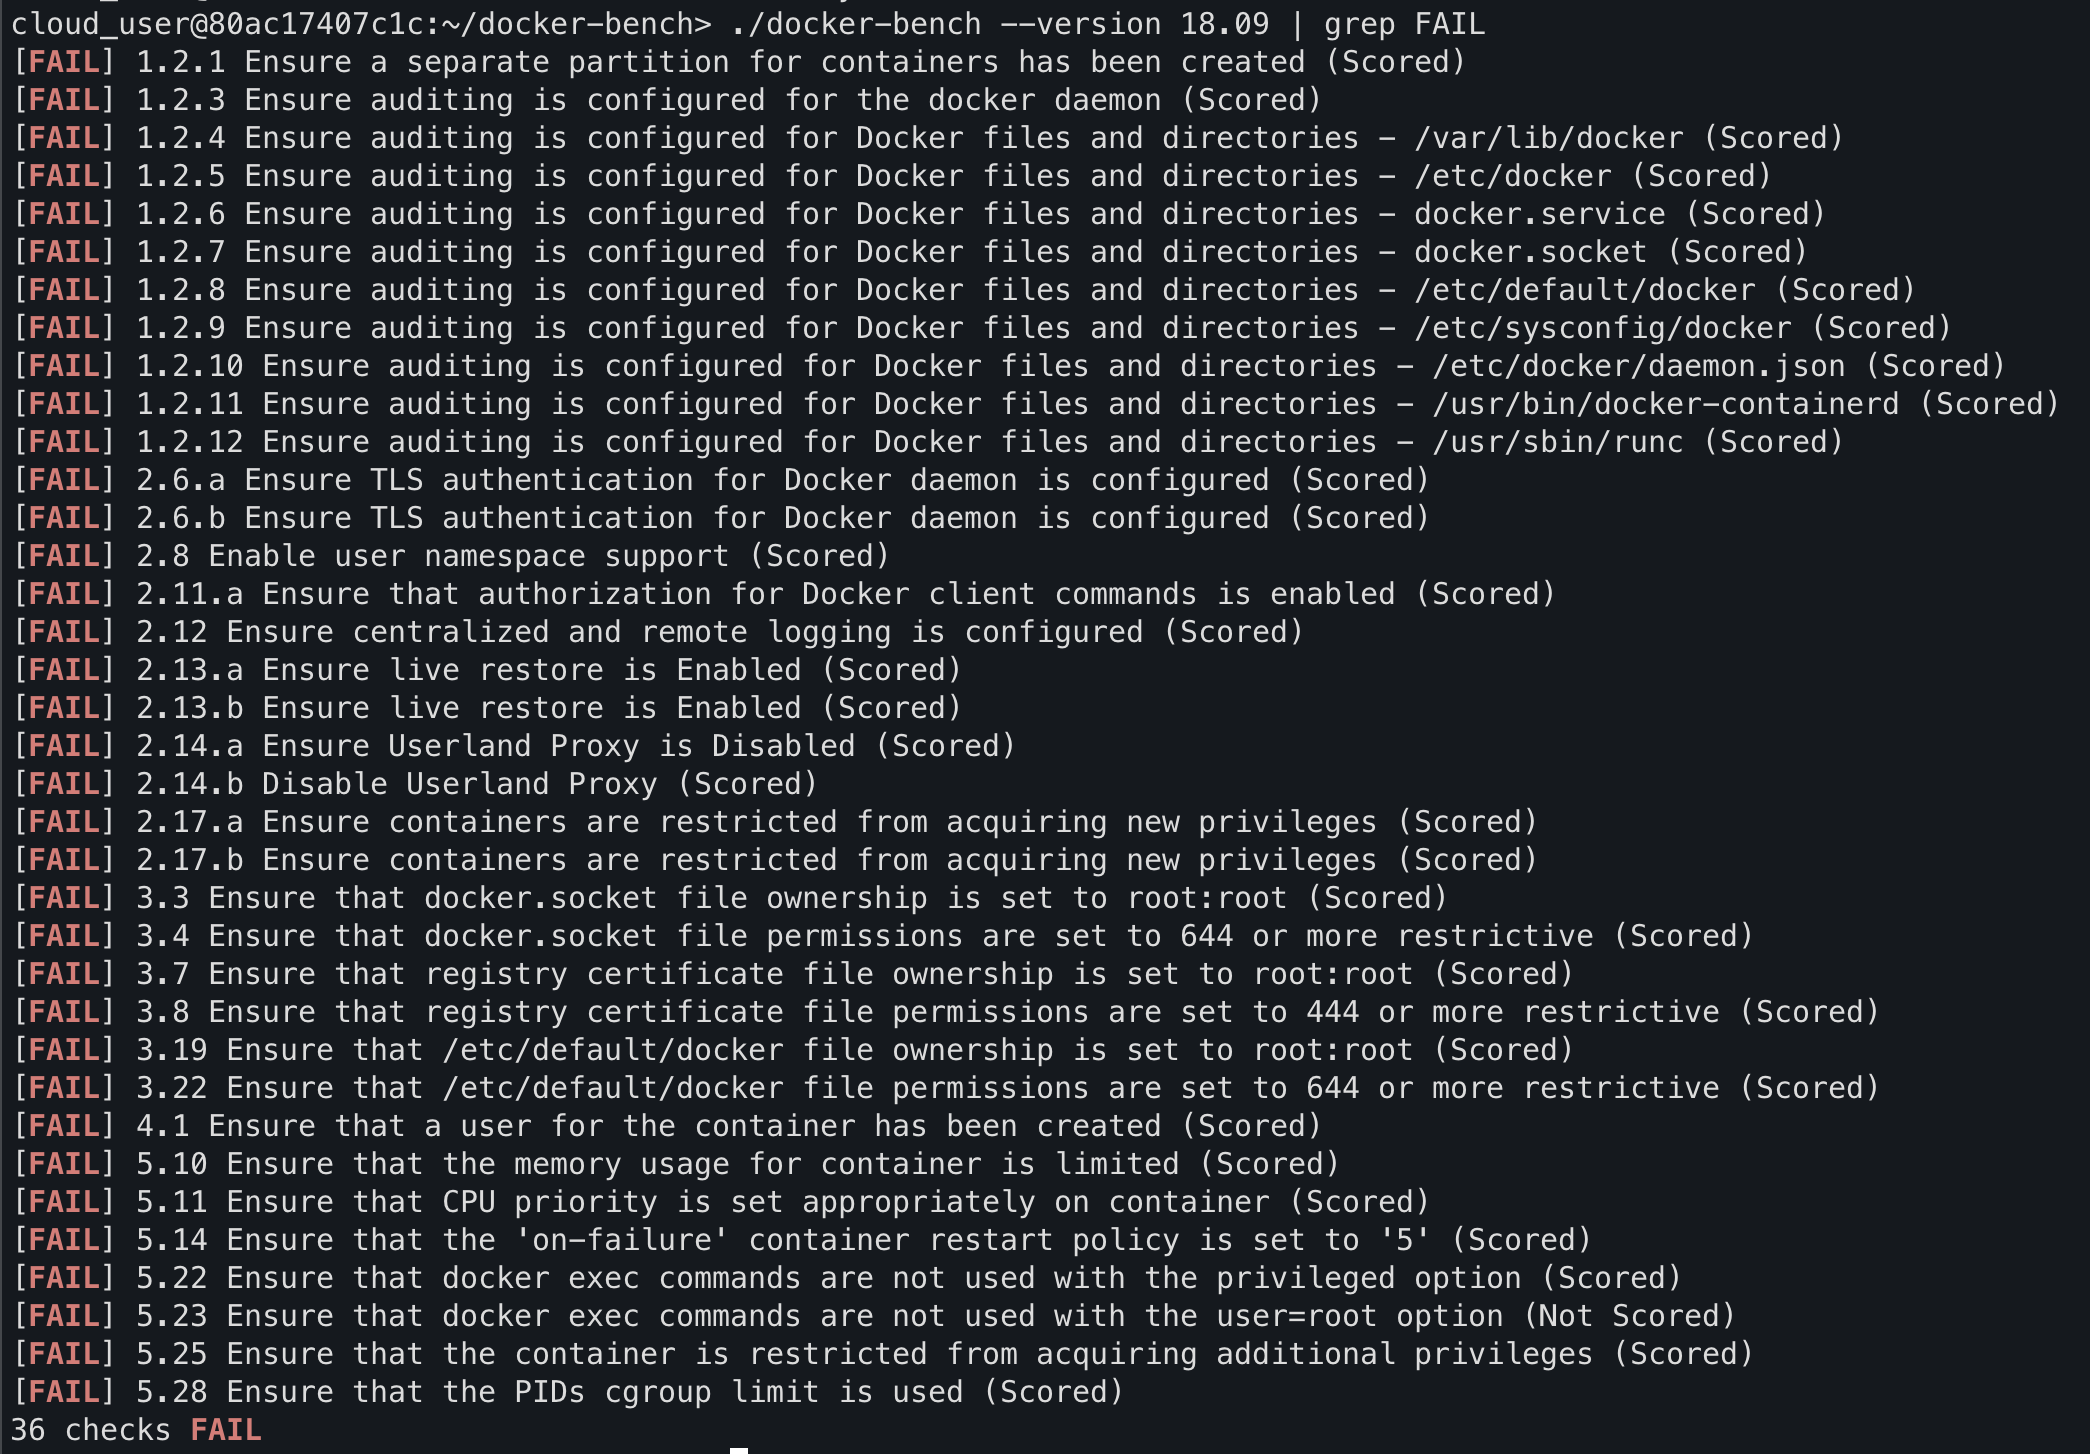 cloud_user@80ac17407c1c:~/docker-bench> ./docker-bench --version 18.09 | grep FAIL
[FAIL] 1.2.1 Ensure a separate partition for containers has been created (Scored)
[FAIL] 1.2.3 Ensure auditing is configured for the docker daemon (Scored)
[FAIL] 1.2.4 Ensure auditing is configured for Docker files and directories - /var/lib/docker (Scored)
[FAIL] 1.2.5 Ensure auditing is configured for Docker files and directories - /etc/docker (Scored)
[FAIL] 1.2.6 Ensure auditing is configured for Docker files and directories - docker.service (Scored)
[FAIL] 1.2.7 Ensure auditing is configured for Docker files and directories - docker.socket (Scored)
[FAIL] 1.2.8 Ensure auditing is configured for Docker files and directories - /etc/default/docker (Scored)
[FAIL] 1.2.9 Ensure auditing is configured for Docker files and directories - /etc/sysconfig/docker (Scored)
[FAIL] 1.2.10 Ensure auditing is configured for Docker files and directories - /etc/docker/daemon.json (Scored)
[FAIL] 1.2.11 Ensure auditing is configured for Docker files and directories - /usr/bin/docker-containerd (Scored)
[FAIL] 1.2.12 Ensure auditing is configured for Docker files and directories - /usr/sbin/runc (Scored)
[FAIL] 2.6.a Ensure TLS authentication for Docker daemon is configured (Scored)
[FAIL] 2.6.b Ensure TLS authentication for Docker daemon is configured (Scored)
[FAIL] 2.8 Enable user namespace support (Scored)
[FAIL] 2.11.a Ensure that authorization for Docker client commands is enabled (Scored)
[FAIL] 2.12 Ensure centralized and remote logging is configured (Scored)
[FAIL] 2.13.a Ensure live restore is Enabled (Scored)
[FAIL] 2.13.b Ensure live restore is Enabled (Scored)
[FAIL] 2.14.a Ensure Userland Proxy is Disabled (Scored)
[FAIL] 2.14.b Disable Userland Proxy (Scored)
[FAIL] 2.17.a Ensure containers are restricted from acquiring new privileges (Scored)
[FAIL] 2.17.b Ensure containers are restricted from acquiring new privileges (Scored)
[FAIL] 3.3 Ensure that docker.socket file ownership is set to root:root (Scored)
[FAIL] 3.4 Ensure that docker.socket file permissions are set to 644 or more restrictive (Scored)
[FAIL] 3.7 Ensure that registry certificate file ownership is set to root:root (Scored)
[FAIL] 3.8 Ensure that registry certificate file permissions are set to 444 or more restrictive (Scored)
[FAIL] 3.19 Ensure that /etc/default/docker file ownership is set to root:root (Scored)
[FAIL] 3.22 Ensure that /etc/default/docker file permissions are set to 644 or more restrictive (Scored)
[FAIL] 4.1 Ensure that a user for the container has been created (Scored)
[FAIL] 5.10 Ensure that the memory usage for container is limited (Scored)
[FAIL] 5.11 Ensure that CPU priority is set appropriately on container (Scored)
[FAIL] 5.14 Ensure that the 'on-failure' container restart policy is set to '5' (Scored)
[FAIL] 5.22 Ensure that docker exec commands are not used with the privileged option (Scored)
[FAIL] 5.23 Ensure that docker exec commands are not used with the user=root option (Not Scored)
[FAIL] 5.25 Ensure that the container is restricted from acquiring additional privileges (Scored)
[FAIL] 5.28 Ensure that the PIDs cgroup limit is used (Scored)
36 checks FAIL